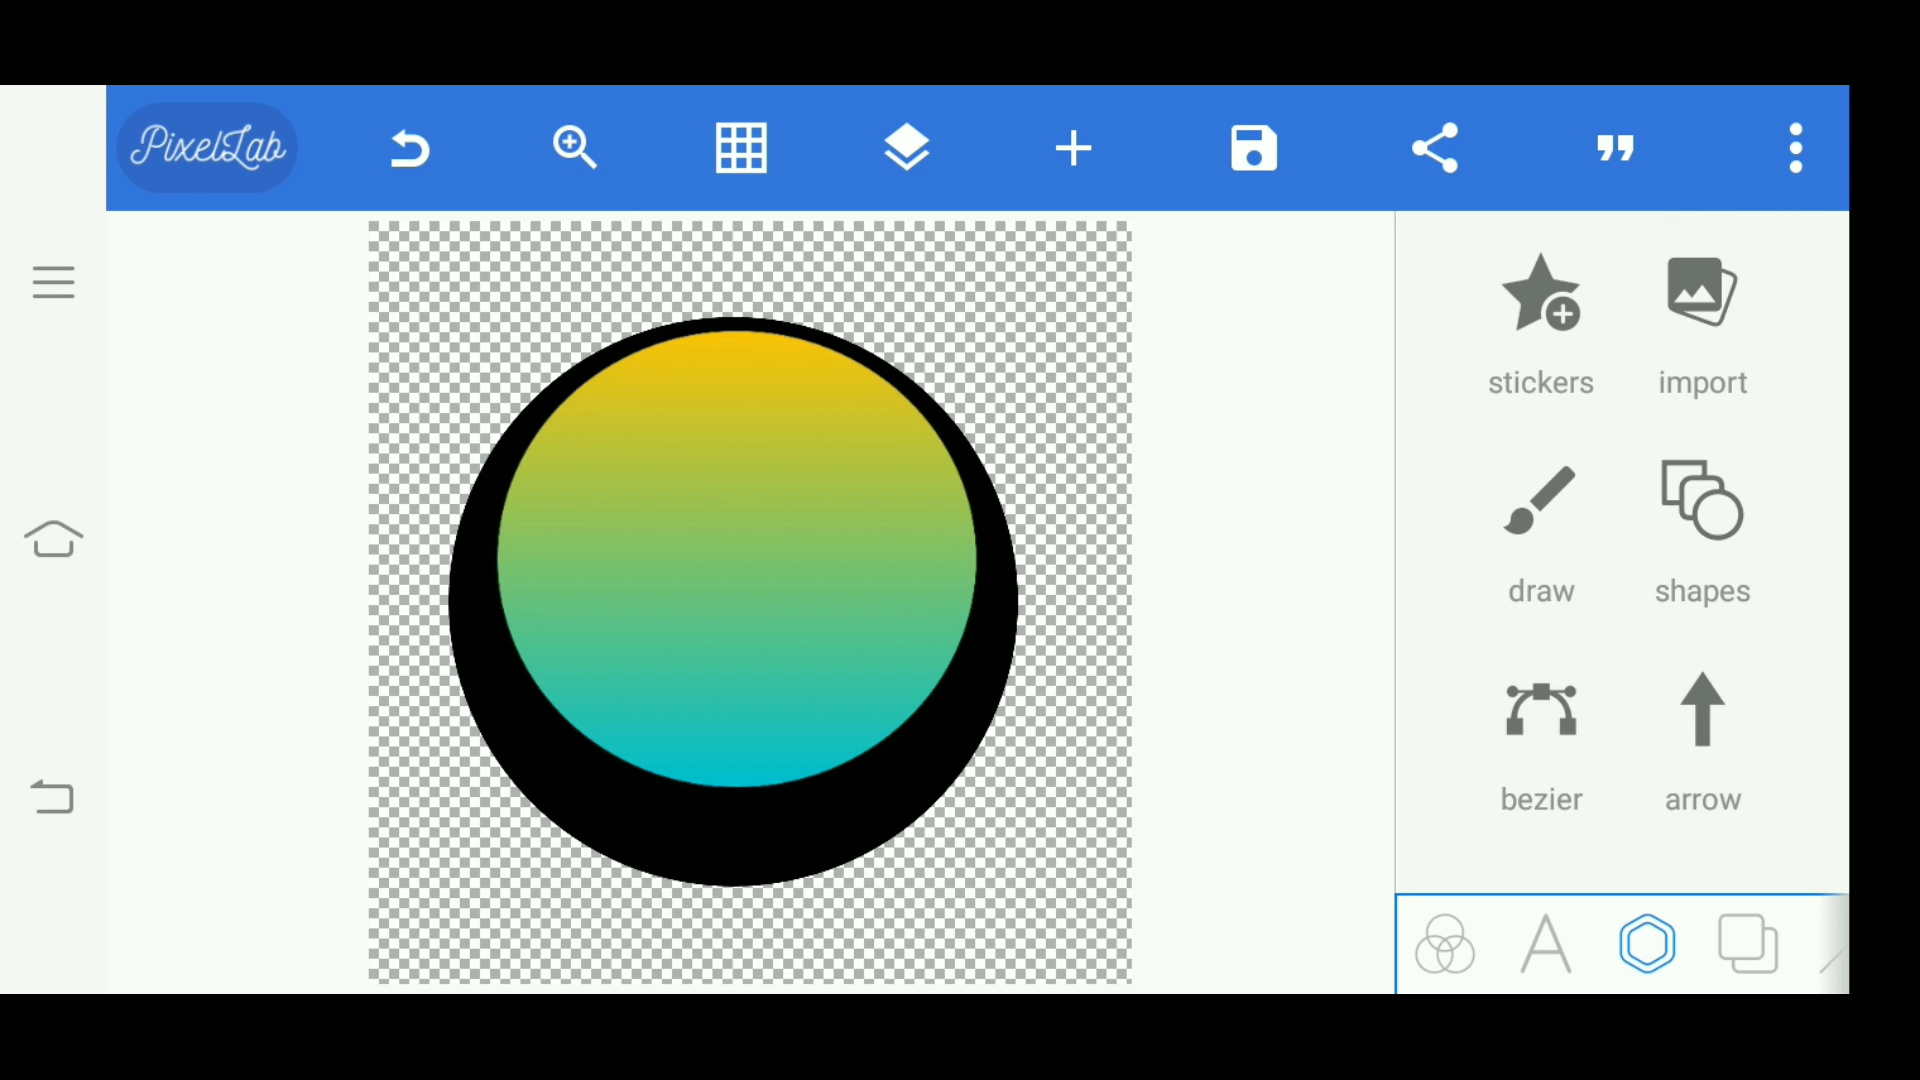 PixelLab
stickers
import
draw
shapes
bezier
arrow